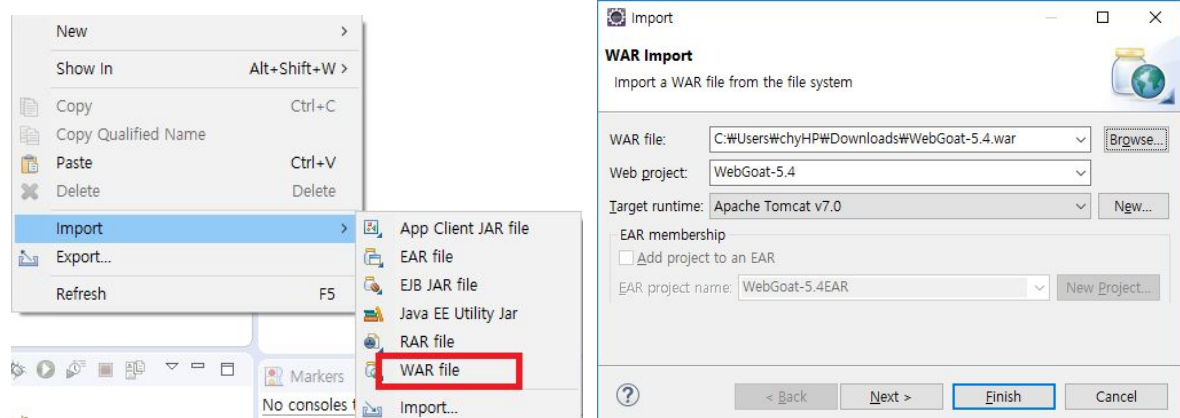 New
Show In Alt+Shift+W >
Copy Ctrl+C
Copy Qualified Name
Paste Ctrl+V
Delete Delete
Import
Export...
Refresh F5
App Client JAR file
EAR file
EJB JAR file
Java EE Utility Jar
RAR file
WAR file
Import...
Markers
No consoles
Import
WAR Import
Import a WAR file from the file system
WAR file: C:₩Users₩chyHP₩Downloads₩WebGoat-5.4.war Browse...
Web project: WebGoat-5.4
Target runtime: Apache Tomcat v7.0 New...
EAR membership
Add project to an EAR
EAR project name: WebGoat-5.4EAR New Project...
< Back Next > Finish Cancel